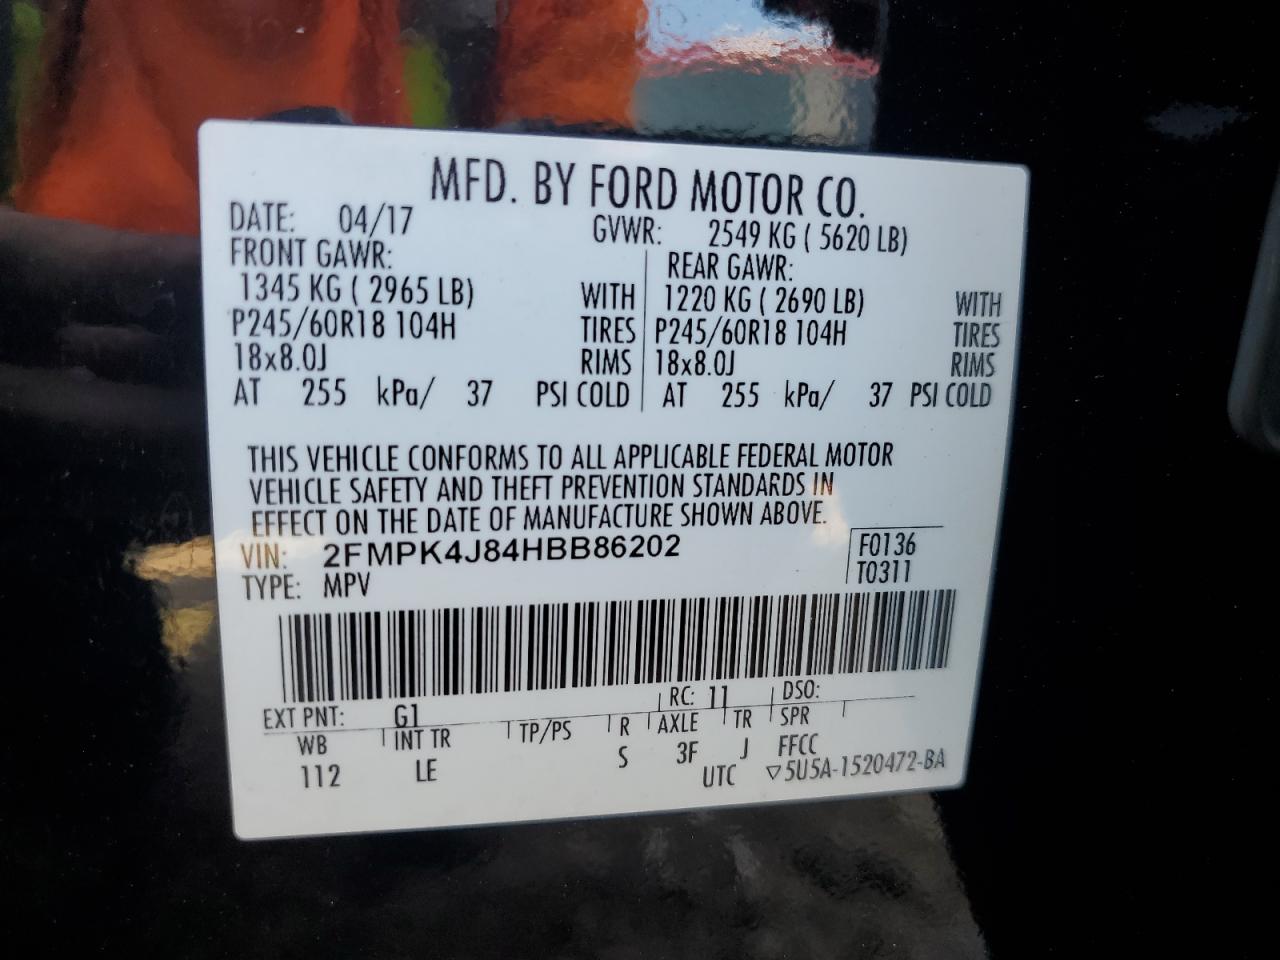 MFD. BY FORD MOTOR CO.
DATE: 04/17 GVWR: 2549 KG ( 5620 LB)
FRONT GAWR: REAR GAWR:
1345 KG ( 2965 LB) WITH 1220 KG ( 2690 LB) WITH
P245/60R18 104H TIRES P245/60R18 104H TIRES
18x8.0J RIMS 18x8.0J RIMS
AT 255 kPa/ 37 PSI COLD AT 255 kPa/ 37 PSI COLD
THIS VEHICLE CONFORMS TO ALL APPLICABLE FEDERAL MOTOR
VEHICLE SAFETY AND THEFT PREVENTION STANDARDS IN
EFFECT ON THE DATE OF MANUFACTURE SHOWN ABOVE.
VIN: 2FMPK4J84HBB86202 F0136
TYPE: MPV T0311
EXT PNT: G1 RC: 11 DSO:
WB INT TR TP/PS R AXLE TR SPR
112 LE S 3F J FFCC
UTC ▽5U5A-1520472-BA